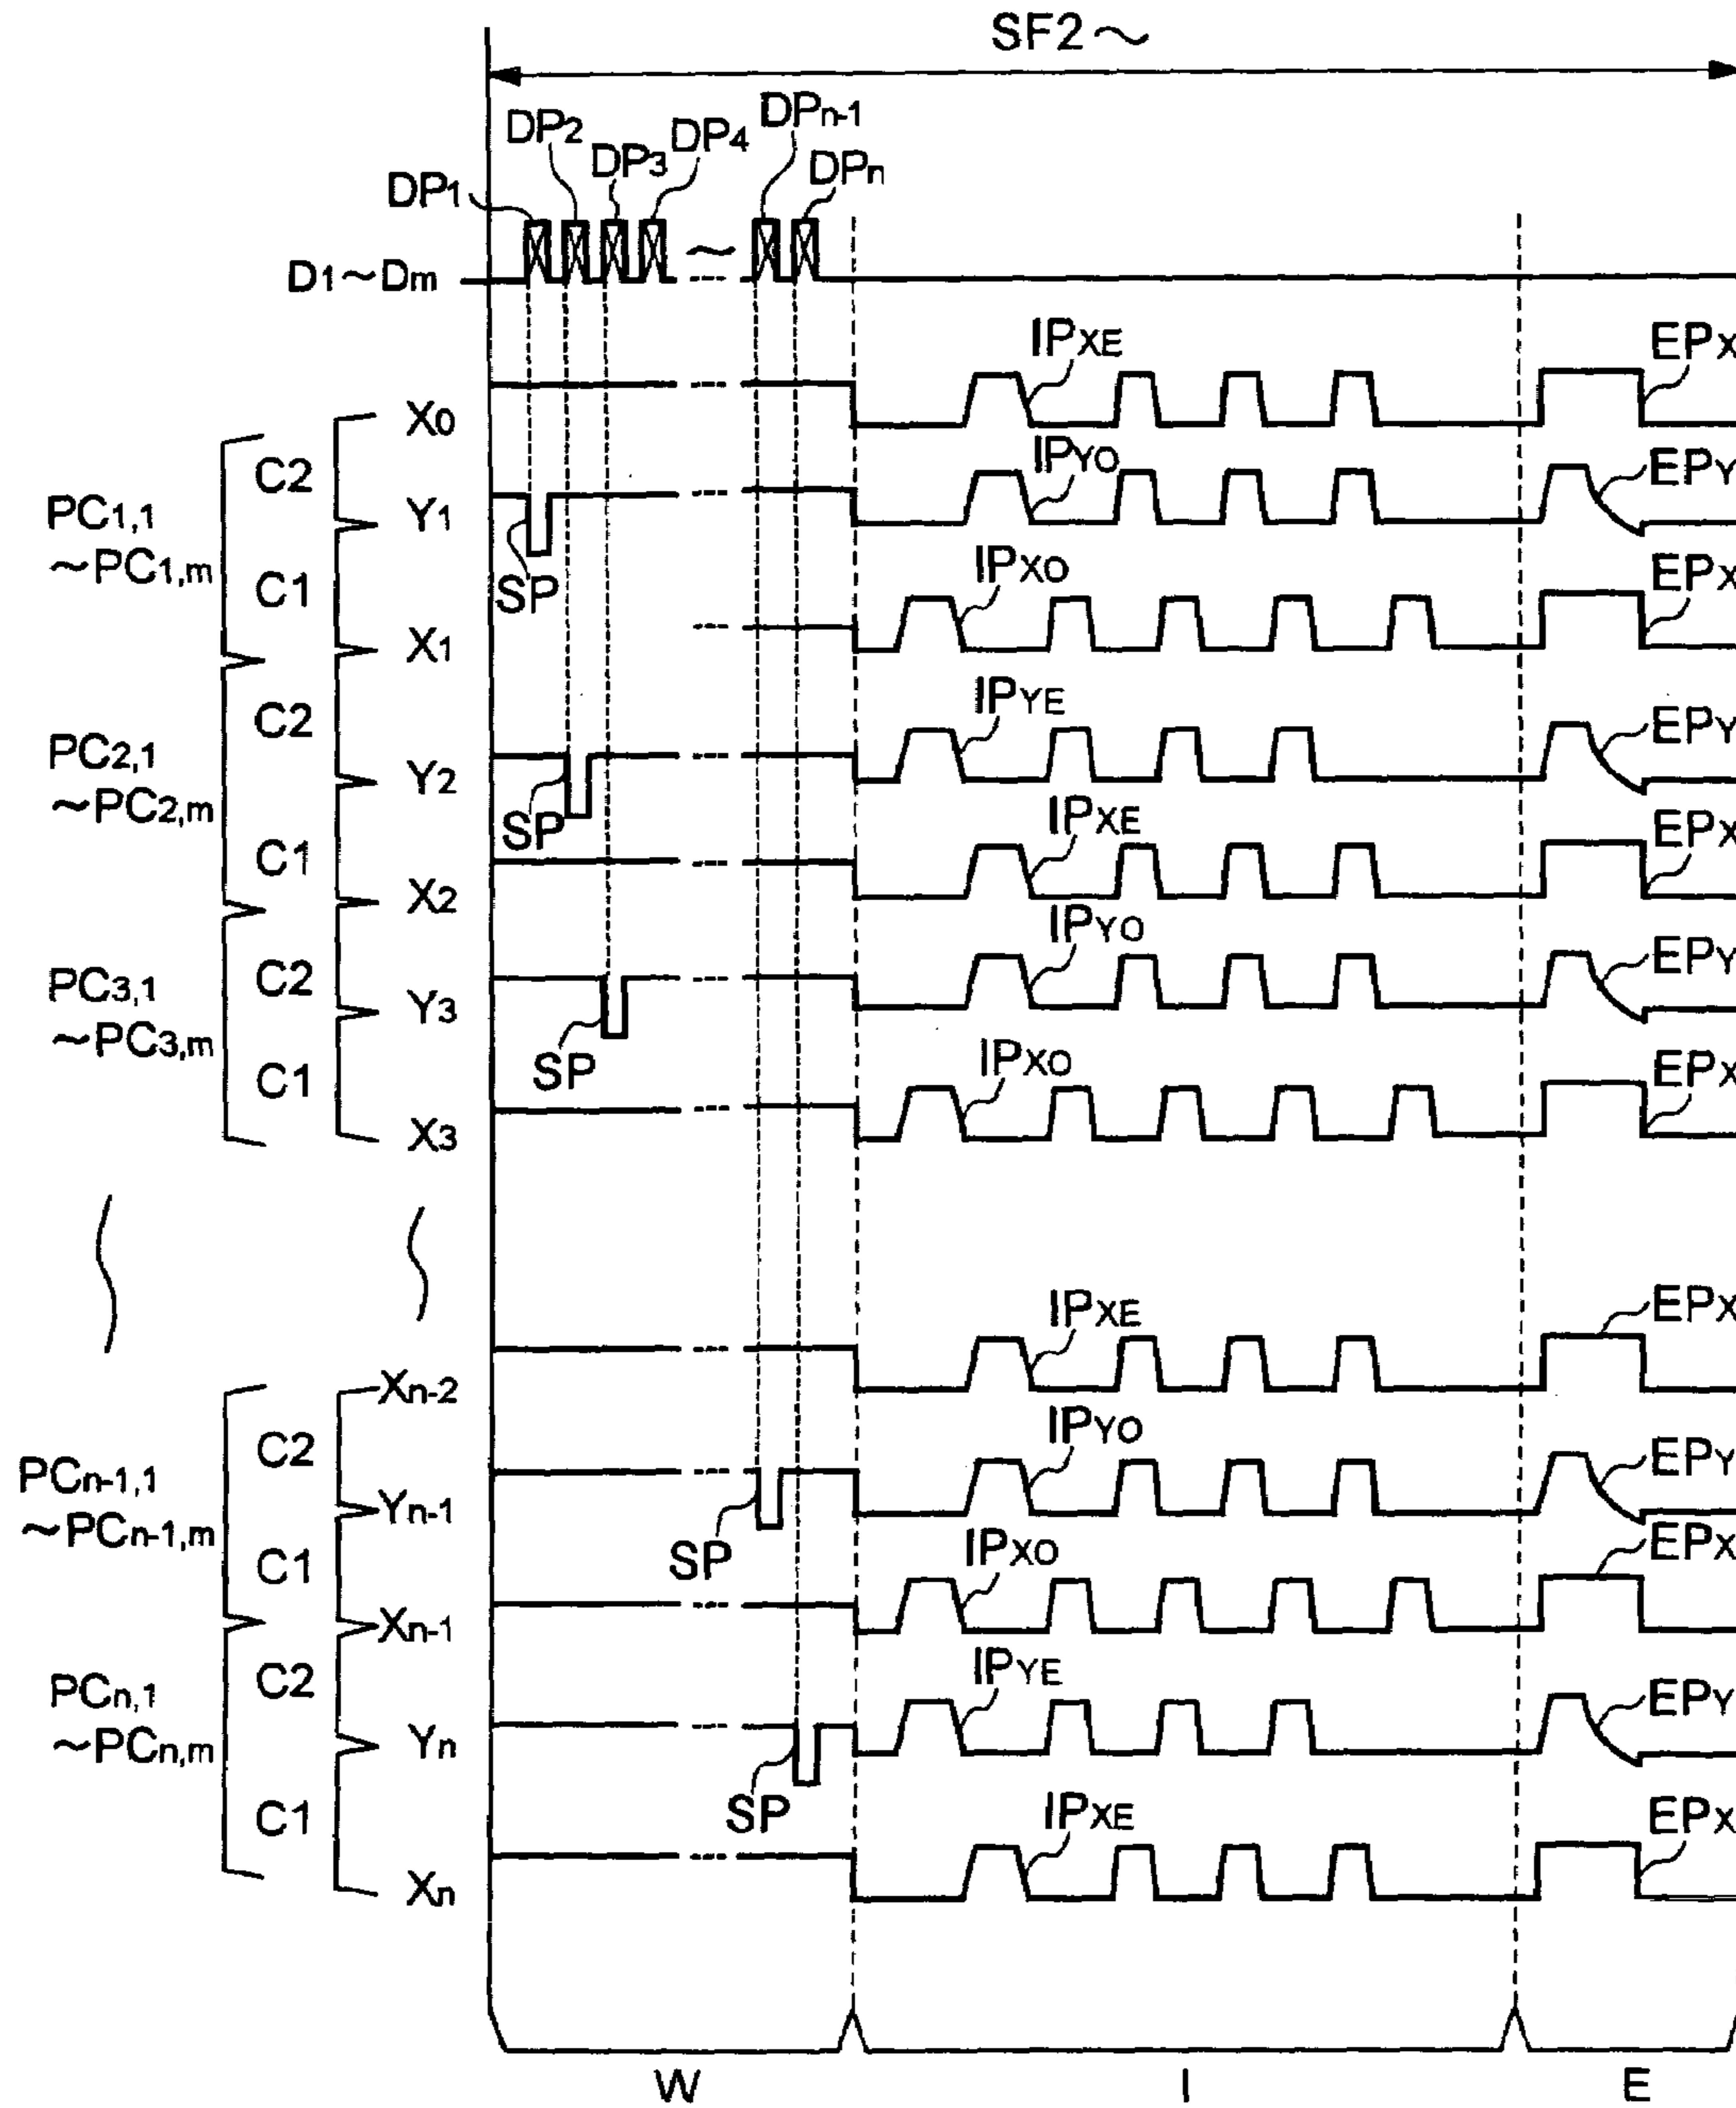 SF2～
DP1 DP2 DP3 DP4 DPn-1 DPn
D1～Dm
X0 IPXE EPX
PC1,1
～PC1,m
C2
Y1 SP IPYO EPY
C1
X1 IPXO EPX
PC2,1
～PC2,m
C2
Y2 SP IPYE EPY
C1
X2 IPXE EPX
PC3,1
～PC3,m
C2
Y3 SP IPYO EPY
C1
X3 IPXO EPX
Xn-2 IPXE EPX
PCn-1,1
～PCn-1,m
C2
Yn-1 SP IPYO EPY
C1
Xn-1 IPXO EPX
PCn,1
～PCn,m
C2
Yn SP IPYE EPY
C1
Xn IPXE EPX
W I E